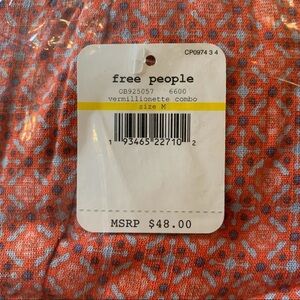 CP0974 3 4
free people
OB925057 6600
vermillionette combo
size M
1 93465 22710 2
MSRP $48.00